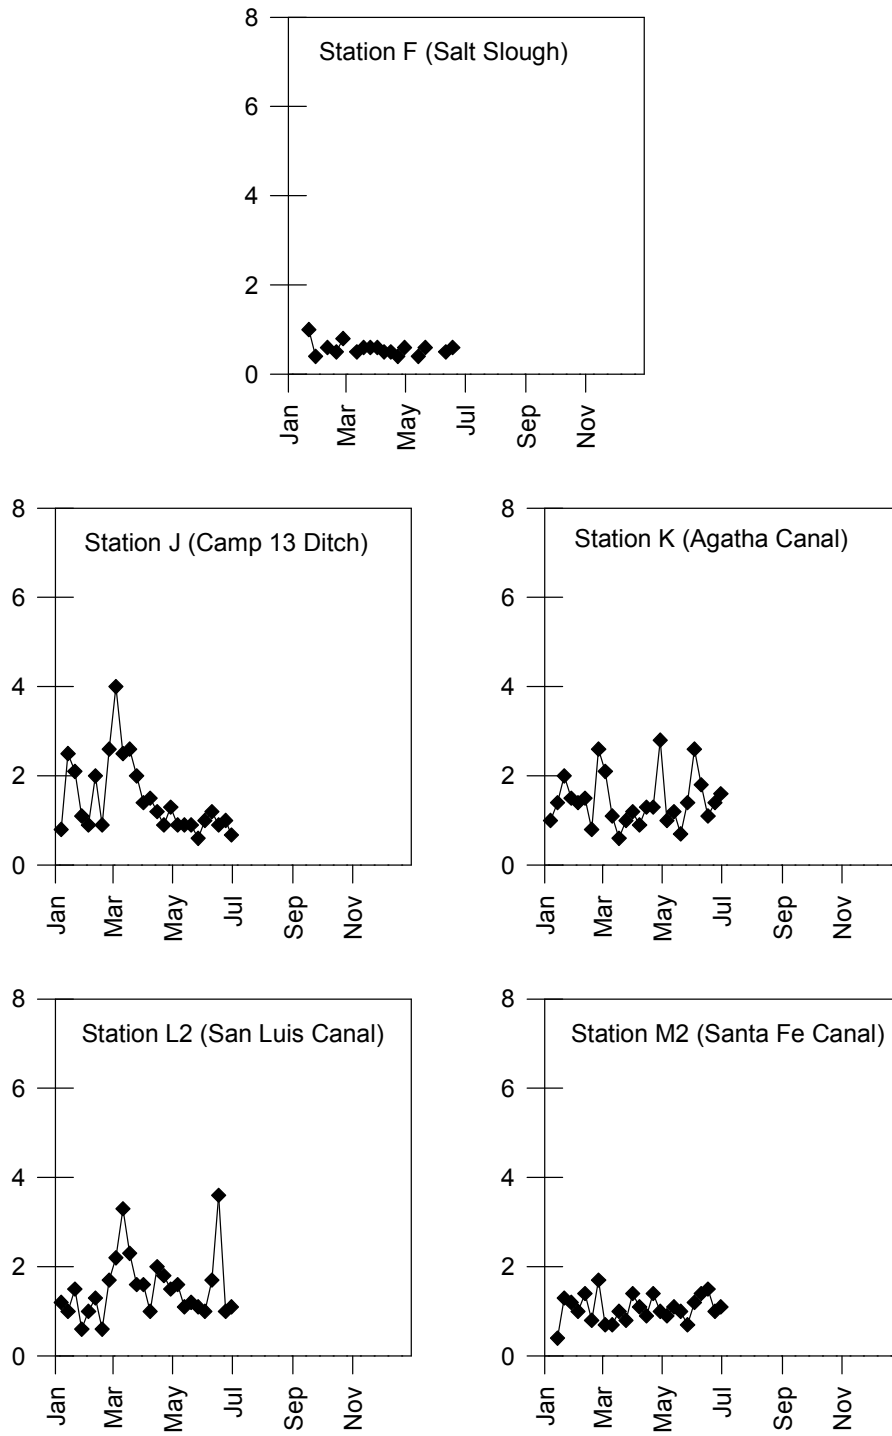 8
Station F (Salt Slough)
6
4
2
0
Jan Mar May Jul Sep Nov
8
Station J (Camp 13 Ditch)
6
4
2
0
Jan Mar May Jul Sep Nov
8
Station K (Agatha Canal)
6
4
2
0
Jan Mar May Jul Sep Nov
8
Station L2 (San Luis Canal)
6
4
2
0
Jan Mar May Jul Sep Nov
8
Station M2 (Santa Fe Canal)
6
4
2
0
Jan Mar May Jul Sep Nov